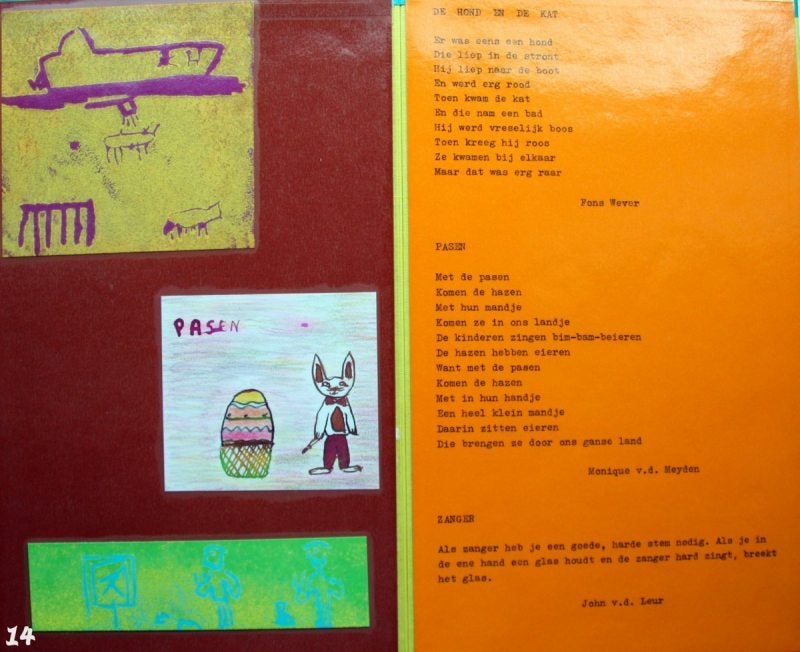 PASEN
14
DE HOND EN DE KAT
Er was eens een hond
Die liep in de stront
Hij liep naar de boot
En werd erg rood
Toen kwam de kat
En die nam een bad
Hij werd vreselijk boos
Toen kreeg hij roos
Ze kwamen bij elkaar
Maar dat was erg raar
Fons Wever
PASEN
Met de pasen
Komen de hazen
Met hun mandje
Komen ze in ons landje
De kinderen zingen bim-bam-beieren
De hazen hebben eieren
Want met de pasen
Komen de hazen
Met in hun handje
Een heel klein mandje
Daarin zitten eieren
Die brengen ze door ons ganse land
Monique v.d. Meyden
ZANGER
Als zanger heb je een goede, harde stem nodig. Als je in
de ene hand een glas houdt en de zanger hard zingt, breekt
het glas.
John v.d. Leur